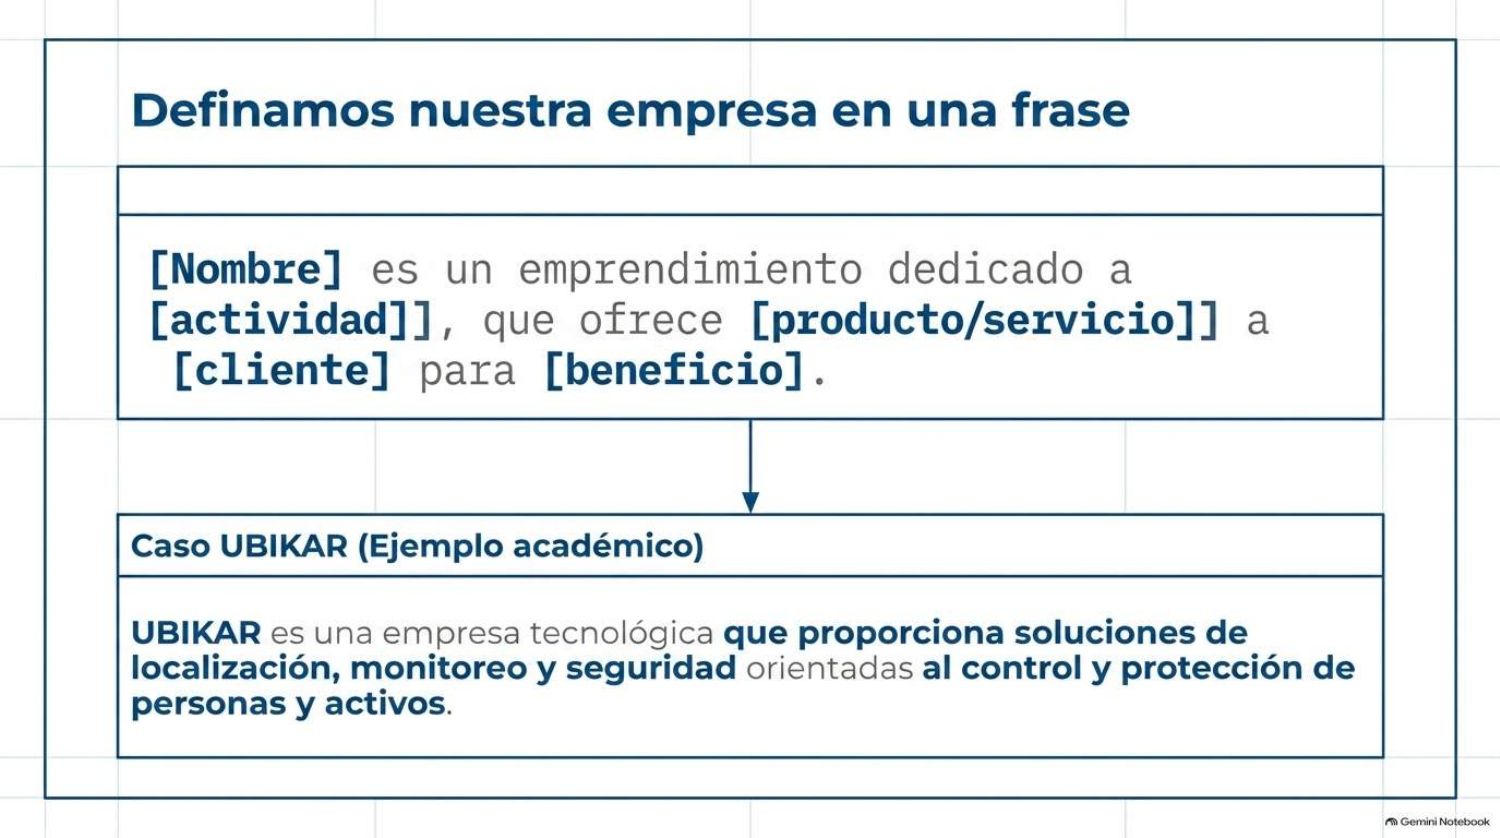 Definamos nuestra empresa en una frase
[Nombre] es un emprendimiento dedicado a
[actividad]], que ofrece [producto/servicio]] a
[cliente] para [beneficio].
Caso UBIKAR (Ejemplo académico)
UBIKAR es una empresa tecnológica que proporciona soluciones de
localización, monitoreo y seguridad orientadas al control y protección de
personas y activos.
Gemini Notebook